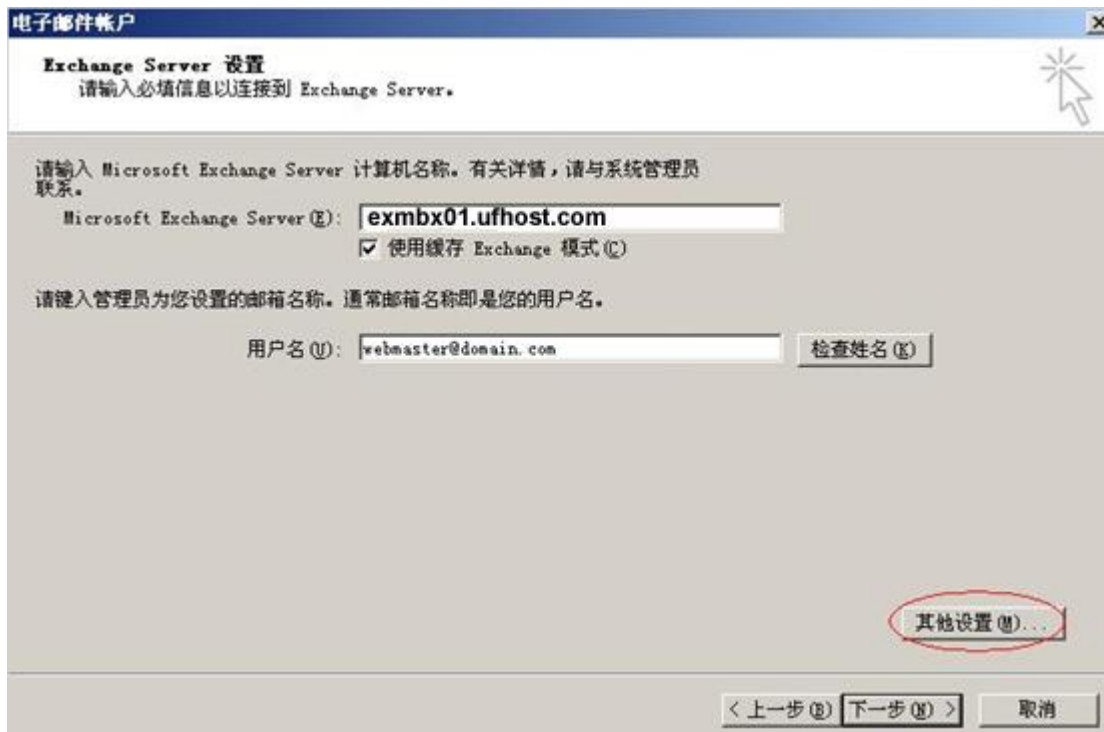 电子邮件帐户
Exchange Server 设置
请输入必填信息以连接到 Exchange Server。
请输入 Microsoft Exchange Server 计算机名称。有关详情，请与系统管理员
联系。
Microsoft Exchange Server(E): exmbx01.ufhost.com
使用缓存 Exchange 模式(C)
请键入管理员为您设置的邮箱名称。通常邮箱名称即是您的用户名。
用户名(U): webmaster@domain.com 检查姓名(K)
其他设置(M)...
< 上一步(B) 下一步(N) > 取消